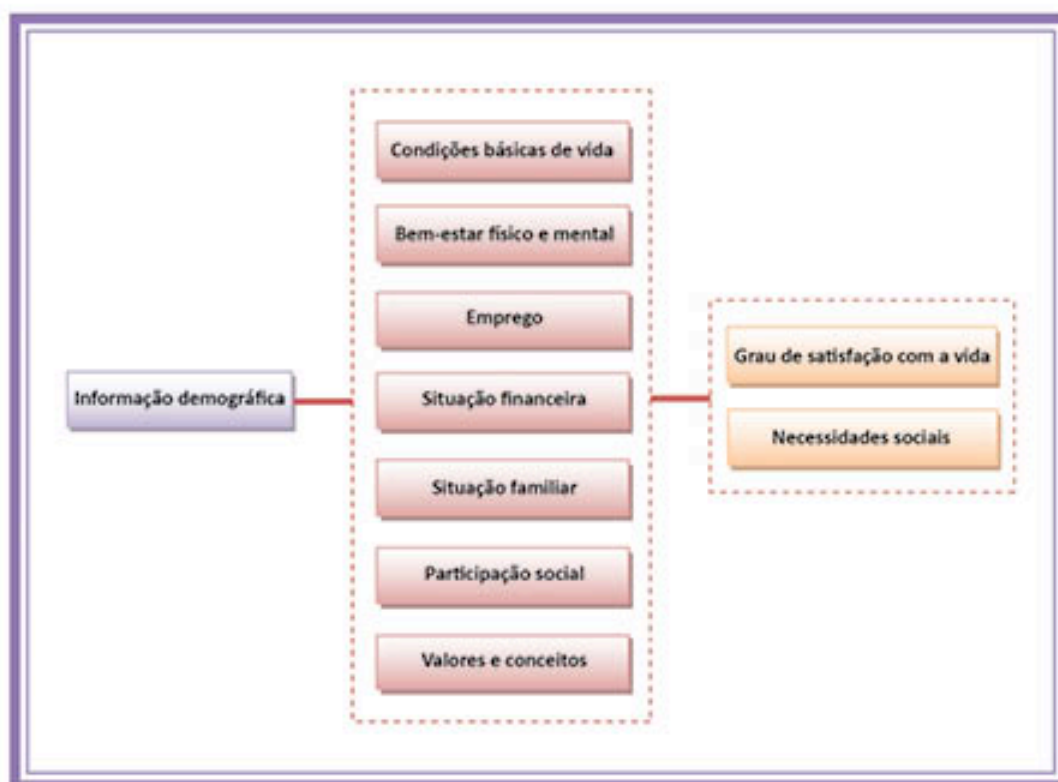 Informação demográfica
Condições básicas de vida
Bem-estar físico e mental
Emprego
Situação financeira
Situação familiar
Participação social
Valores e conceitos
Grau de satisfação com a vida
Necessidades sociais